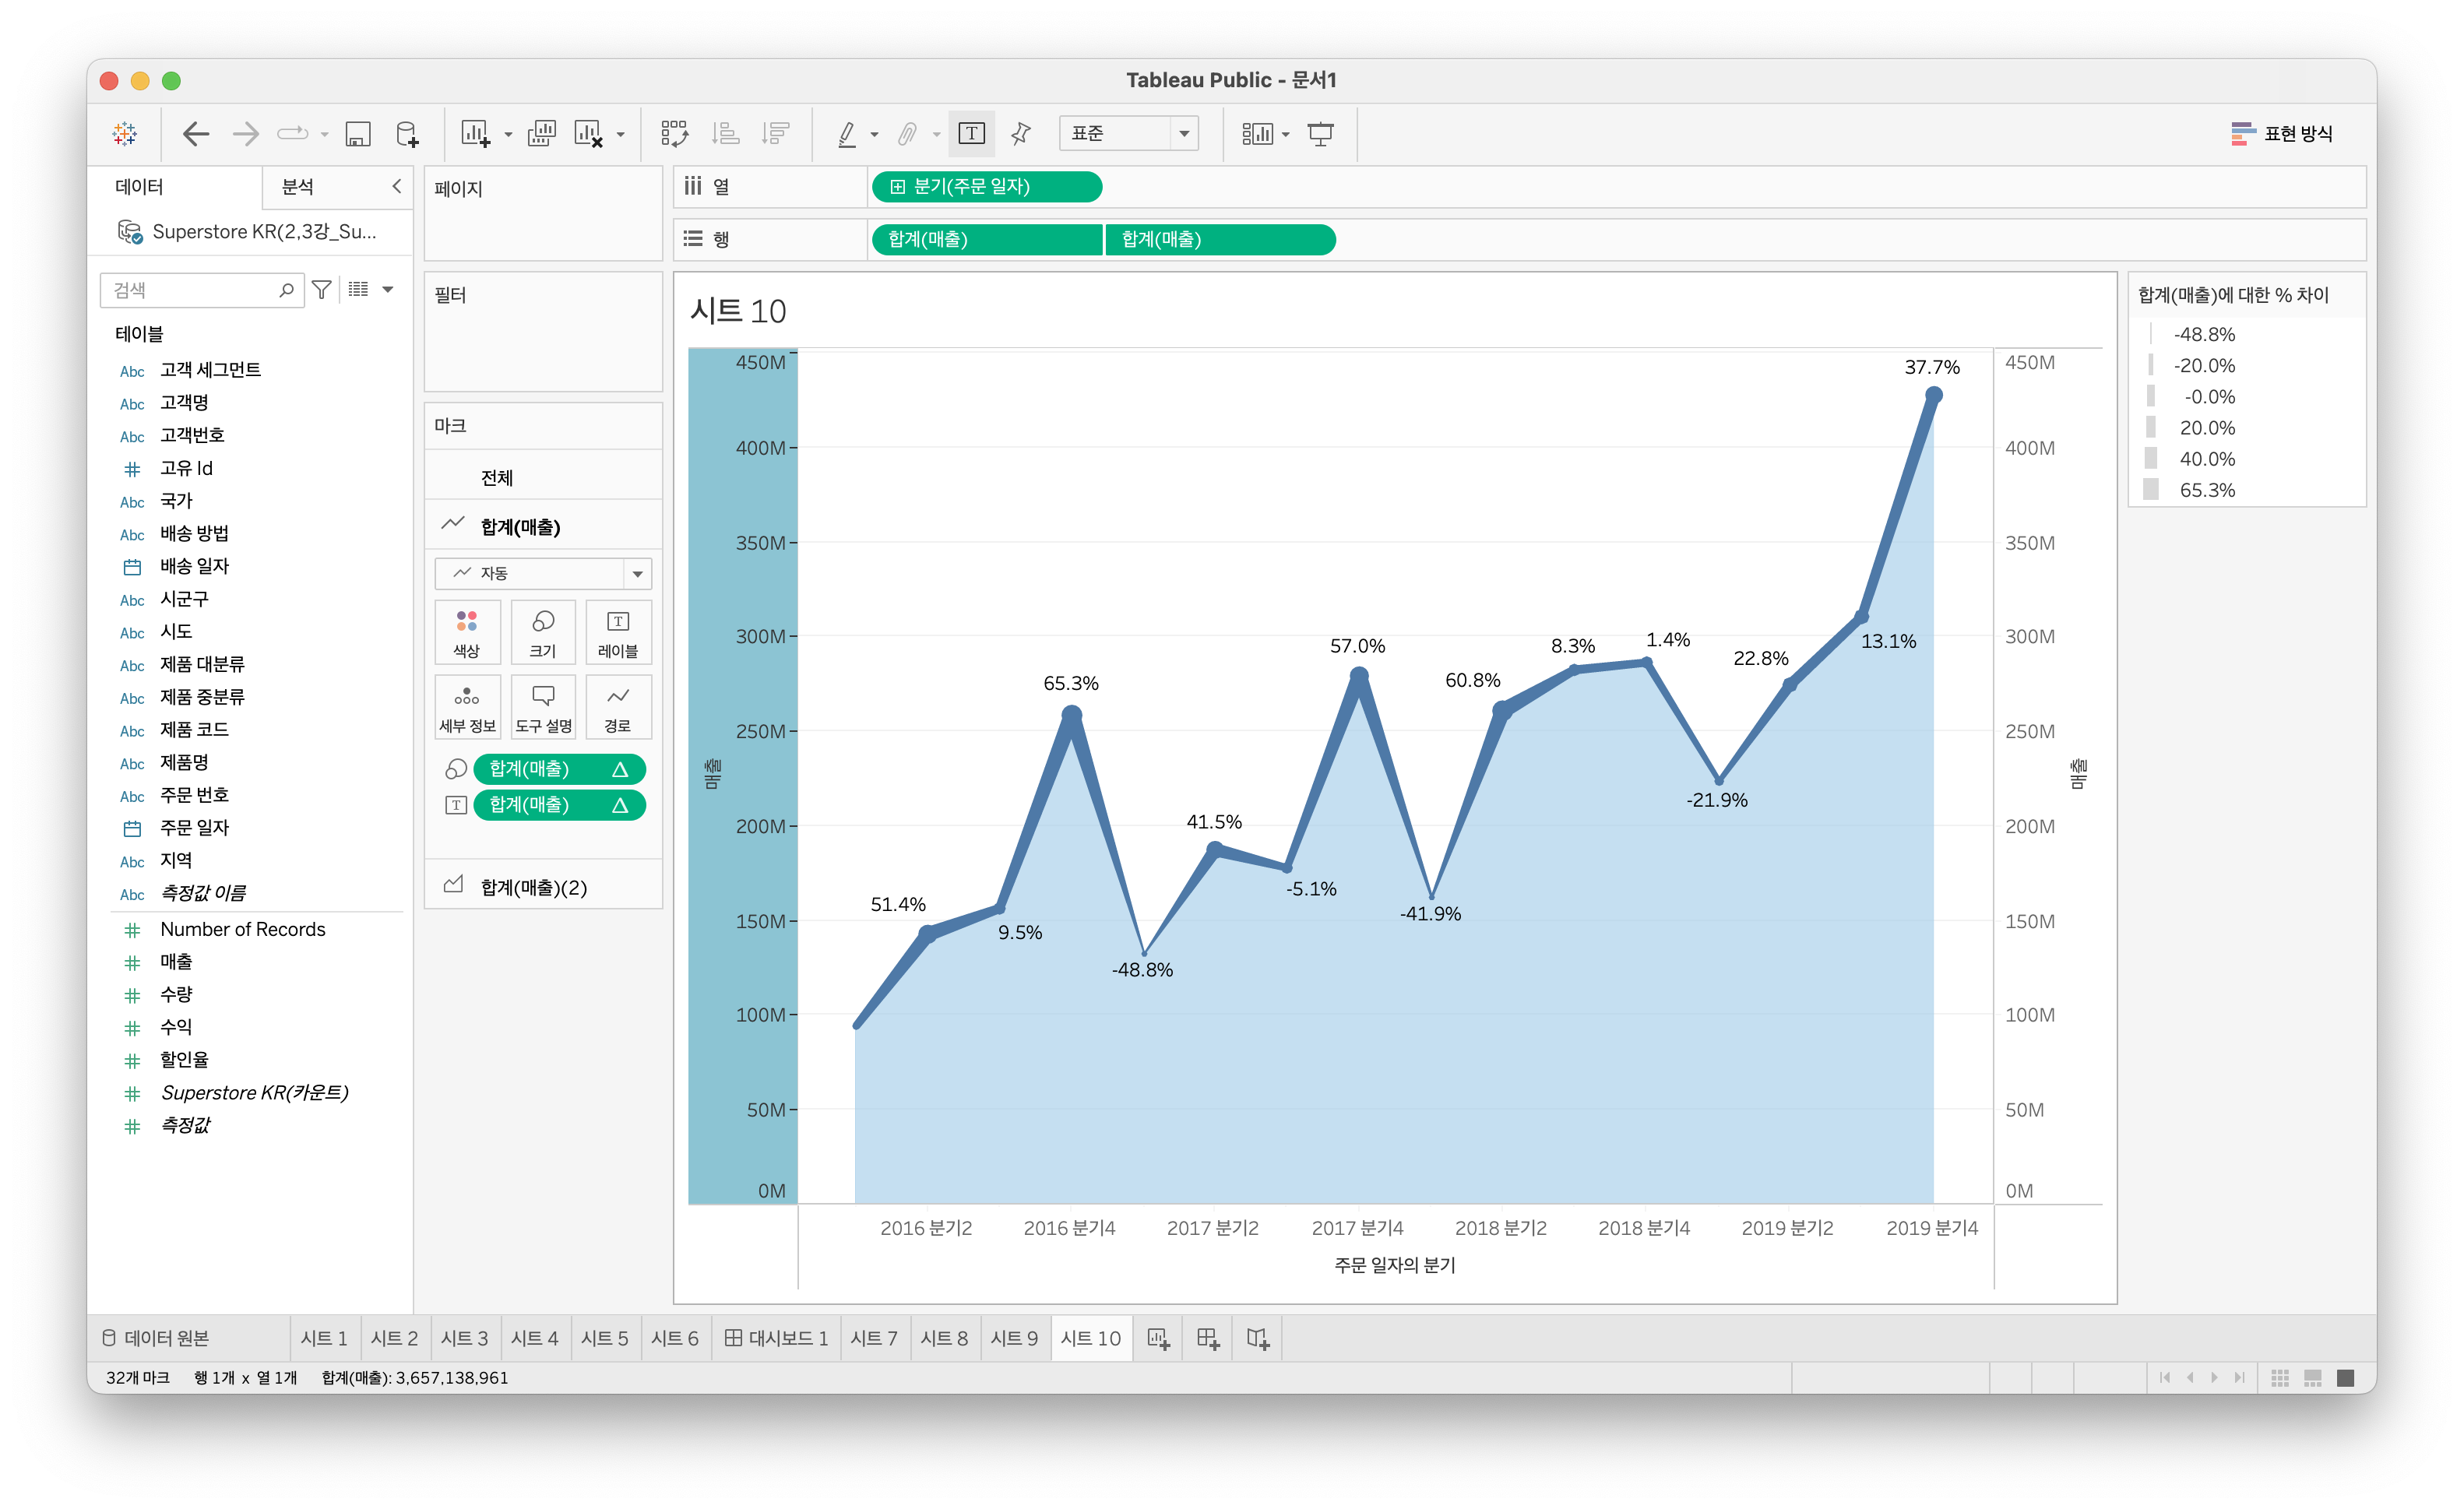 Tableau Public - 문서1
표준
표현 방식
데이터
분석
Superstore KR(2,3강_Su...
검색
테이블
Abc 고객 세그먼트
Abc 고객명
Abc 고객번호
고유 Id
Abc 국가
Abc 배송 방법
배송 일자
Abc 시군구
Abc 시도
Abc 제품 대분류
Abc 제품 중분류
Abc 제품 코드
Abc 제품명
Abc 주문 번호
주문 일자
Abc 지역
Abc 측정값 이름
Number of Records
매출
수량
수익
할인율
Superstore KR(카운트)
측정값
페이지
필터
마크
전체
합계(매출)
자동
색상
크기
레이블
세부 정보
도구 설명
경로
합계(매출)
합계(매출)
합계(매출)(2)
열
분기(주문 일자)
행
합계(매출)
합계(매출)
시트 10
450M
400M
350M
300M
250M
200M
150M
100M
50M
0M
매출
51.4%
9.5%
65.3%
-48.8%
41.5%
-5.1%
57.0%
-41.9%
60.8%
8.3%
1.4%
-21.9%
22.8%
13.1%
37.7%
450M
400M
350M
300M
250M
200M
150M
100M
50M
0M
매출
2016 분기2
2016 분기4
2017 분기2
2017 분기4
2018 분기2
2018 분기4
2019 분기2
2019 분기4
주문 일자의 분기
합계(매출)에 대한 % 차이
-48.8%
-20.0%
-0.0%
20.0%
40.0%
65.3%
데이터 원본
시트 1
시트 2
시트 3
시트 4
시트 5
시트 6
대시보드 1
시트 7
시트 8
시트 9
시트 10
32개 마크
행 1개 x 열 1개
합계(매출): 3,657,138,961